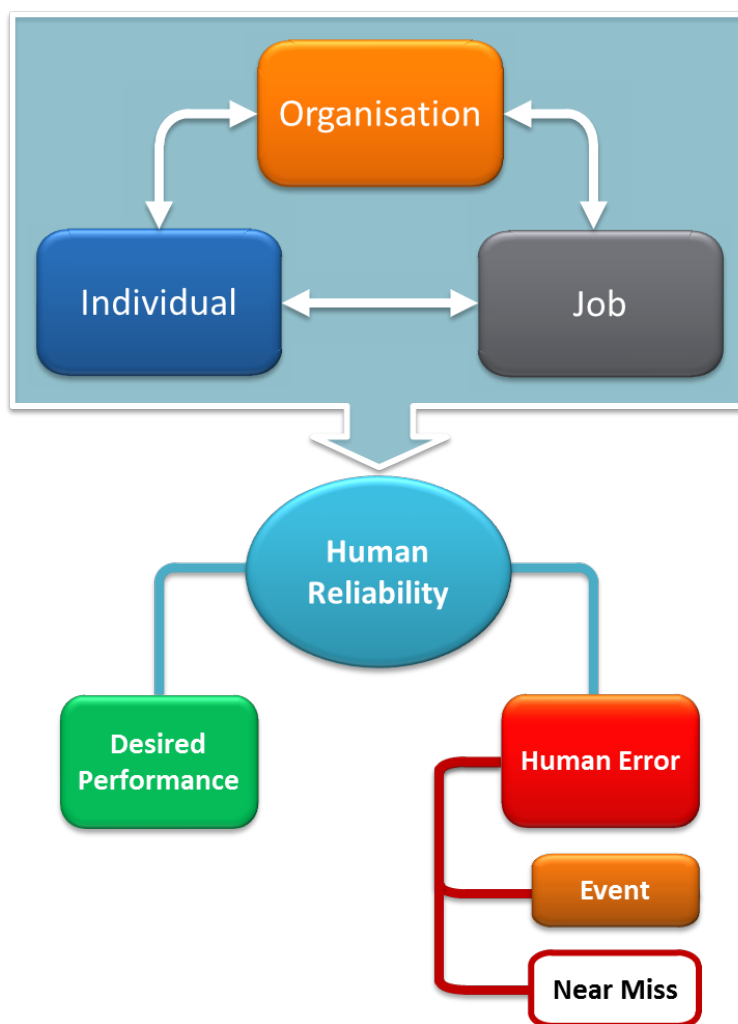 Organisation
Individual
Job
Human
Reliability
Desired
Performance
Human Error
Event
Near Miss